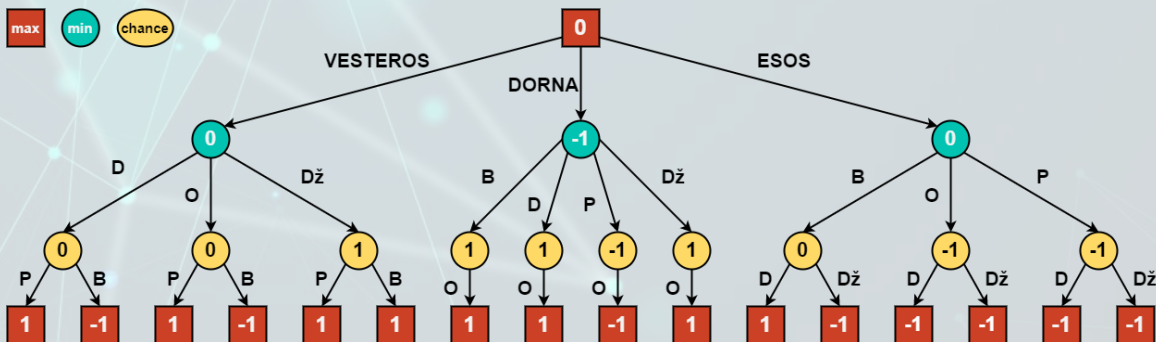 max min chance
0
VESTEROS DORNA ESOS
0 -1 0
D O Dž B D P Dž B O P
0 0 1 1 1 -1 1 0 -1 -1
P B P B P B O O O O D Dž D Dž D Dž
1 -1 1 -1 1 1 1 1 -1 1 1 -1 -1 -1 -1 -1